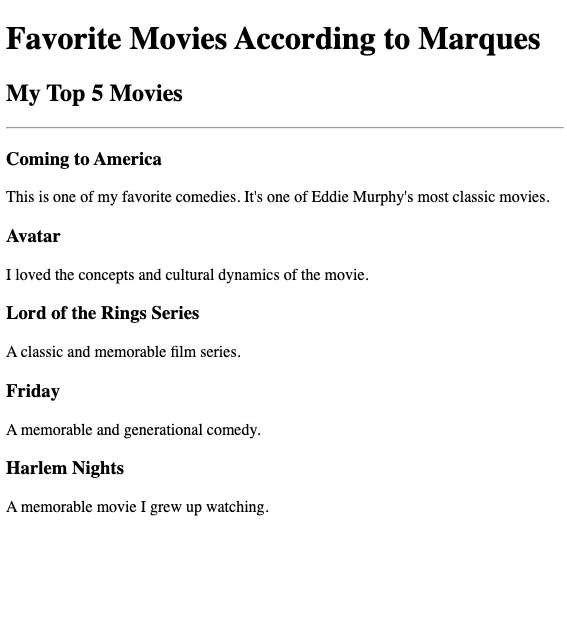 Favorite Movies According to Marques
My Top 5 Movies
Coming to America
This is one of my favorite comedies. It's one of Eddie Murphy's most classic movies.
Avatar
I loved the concepts and cultural dynamics of the movie.
Lord of the Rings Series
A classic and memorable film series.
Friday
A memorable and generational comedy.
Harlem Nights
A memorable movie I grew up watching.